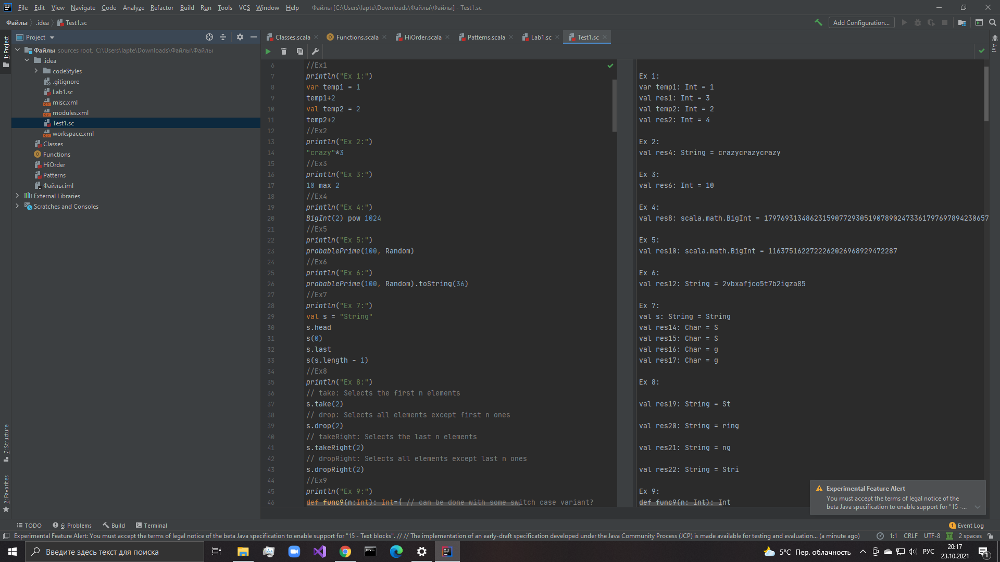 File Edit View Navigate Code Analyze Refactor Build Run Tools VCS Window Help Файлы [C:\Users\lapte\Downloads\Файлы\Файлы] - Test1.sc
Файлы .idea Test1.sc Add Configuration...
1: Project
Project
Classes.scala Functions.scala HiOrder.scala Patterns.scala Lab1.sc Test1.sc
Ant
Файлы sources root, C:\Users\lapte\Downloads\Файлы\Файлы
.idea
codeStyles
.gitignore
Lab1.sc
misc.xml
modules.xml
Test1.sc
workspace.xml
Classes
Functions
HiOrder
Patterns
Файлы.iml
External Libraries
Scratches and Consoles
7: Structure
2: Favorites
6 //Ex1
7 println("Ex 1:")
8 var temp1 = 1
9 temp1+2
10 val temp2 = 2
11 temp2+2
12 //Ex2
13 println("Ex 2:")
14 "crazy"*3
15 //Ex3
16 println("Ex 3:")
17 10 max 2
18 //Ex4
19 println("Ex 4:")
20 BigInt(2) pow 1024
21 //Ex5
22 println("Ex 5:")
23 probablePrime(100, Random)
24 //Ex6
25 println("Ex 6:")
26 probablePrime(100, Random).toString(36)
27 //Ex7
28 println("Ex 7:")
29 val s = "String"
30 s.head
31 s(0)
32 s.last
33 s(s.length - 1)
34 //Ex8
35 println("Ex 8:")
36 // take: Selects the first n elements
37 s.take(2)
38 // drop: Selects all elements except first n ones
39 s.drop(2)
40 // takeRight: Selects the last n elements
41 s.takeRight(2)
42 // dropRight: Selects all elements except last n ones
43 s.dropRight(2)
44 //Ex9
45 println("Ex 9:")
46 def func9(n:Int): Int={ // can be done with some switch case variant?
Ex 1:
var temp1: Int = 1
val res1: Int = 3
val temp2: Int = 2
val res2: Int = 4
Ex 2:
val res4: String = crazycrazycrazy
Ex 3:
val res6: Int = 10
Ex 4:
val res8: scala.math.BigInt = 179769313486231590772930519078902473361797697894230657
Ex 5:
val res10: scala.math.BigInt = 1163751622722262026968929472287
Ex 6:
val res12: String = 2vbxafjco5t7b2igza85
Ex 7:
val s: String = String
val res14: Char = S
val res15: Char = S
val res16: Char = g
val res17: Char = g
Ex 8:
val res19: String = St
val res20: String = ring
val res21: String = ng
val res22: String = Stri
Ex 9:
def func9(n: Int): Int
Experimental Feature Alert
You must accept the terms of legal notice of the
beta Java specification to enable support for "15 -...
TODO 6: Problems Build Terminal 1 Event Log
Experimental Feature Alert: You must accept the terms of legal notice of the beta Java specification to enable support for "15 - Text blocks". // // The implementation of an early-draft specification developed under the Java Community Process (JCP) is made available for testing and evaluation... (a minute ago) 1:1 CRLF UTF-8 [T] 2 spaces
Введите здесь текст для поиска 5°C Пер. облачность РУС 20:17
23.10.2021 1